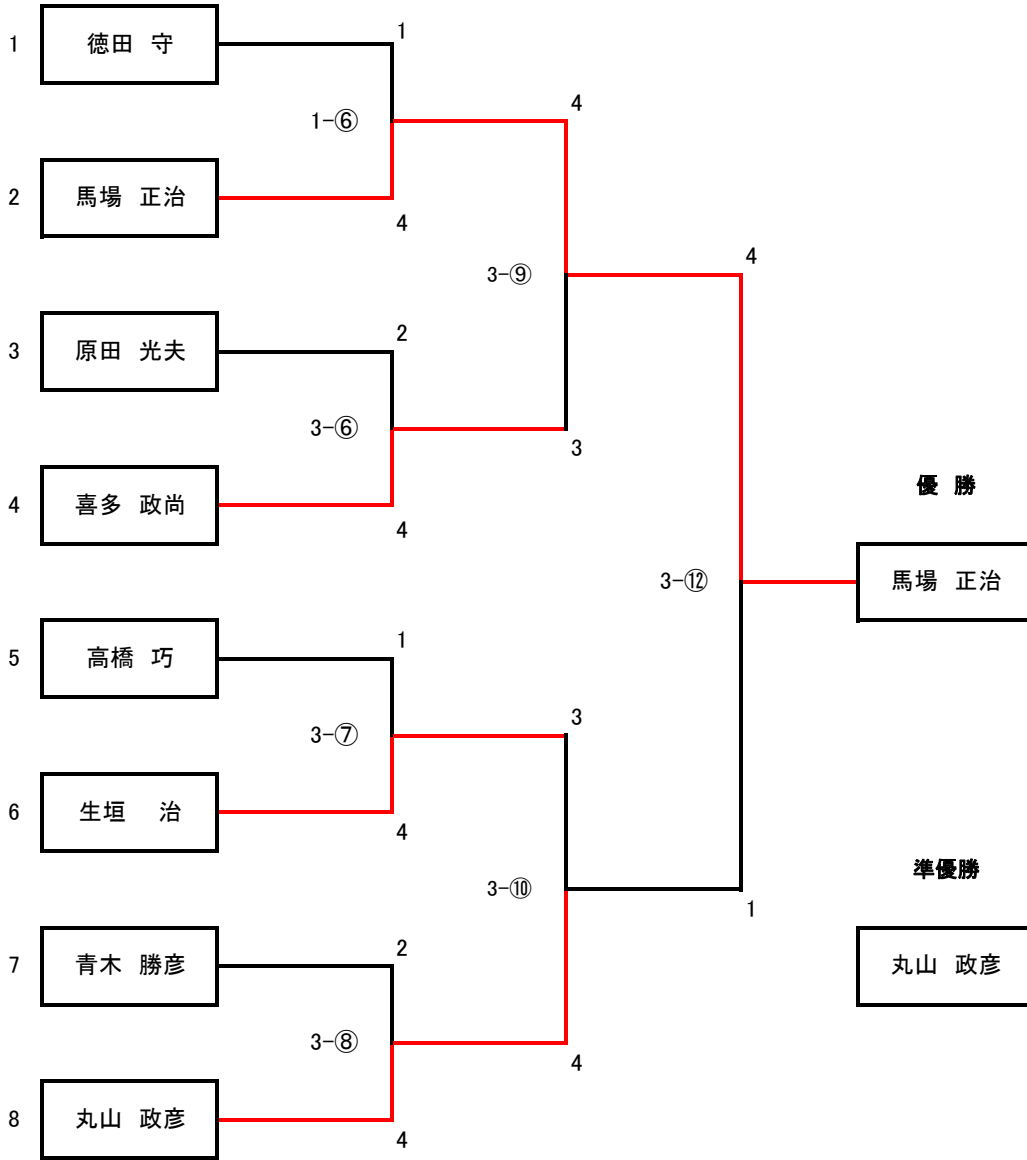 1
徳田 守
1
4
1-⑥
2
馬場 正治
4
4
3-⑨
3
原田 光夫
2
3-⑥
3
4
喜多 政尚
4
優 勝
3-⑫
馬場 正治
5
高橋 巧
1
3
3-⑦
6
生垣 治
4
準優勝
3-⑩
1
7
青木 勝彦
2
丸山 政彦
3-⑧
4
8
丸山 政彦
4